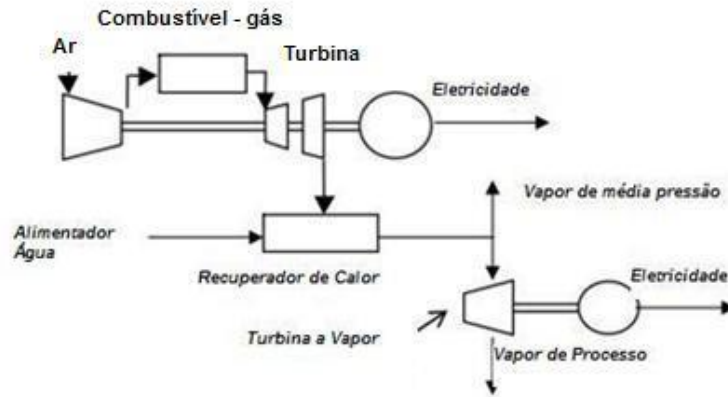 Combustível - gás
Ar
Turbina
Eletricidade
Vapor de média pressão
Alimentador
Água
Recuperador de Calor
Eletricidade
Turbina a Vapor
Vapor de Processo